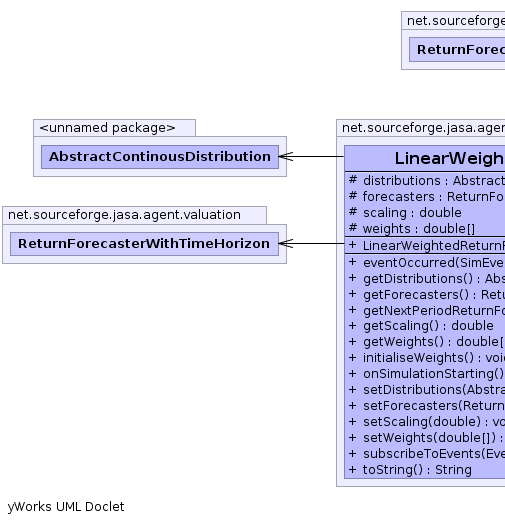 net.sourceforge
ReturnForec
<unnamed package>
AbstractContinousDistribution
net.sourceforge.jasa.agent.valuation
ReturnForecasterWithTimeHorizon
net.sourceforge.jasa.agen
LinearWeigh
# distributions : Abstract
# forecasters : ReturnFo
# scaling : double
# weights : double[]
+ LinearWeightedReturnF
+ eventOccurred(SimEve
+ getDistributions() : Abs
+ getForecasters() : Retu
+ getNextPeriodReturnFo
+ getScaling() : double
+ getWeights() : double[
+ initialiseWeights() : voi
+ onSimulationStarting()
+ setDistributions(Abstra
+ setForecasters(Return
+ setScaling(double) : vo
+ setWeights(double[]) :
+ subscribeToEvents(Eve
+ toString() : String
yWorks UML Doclet